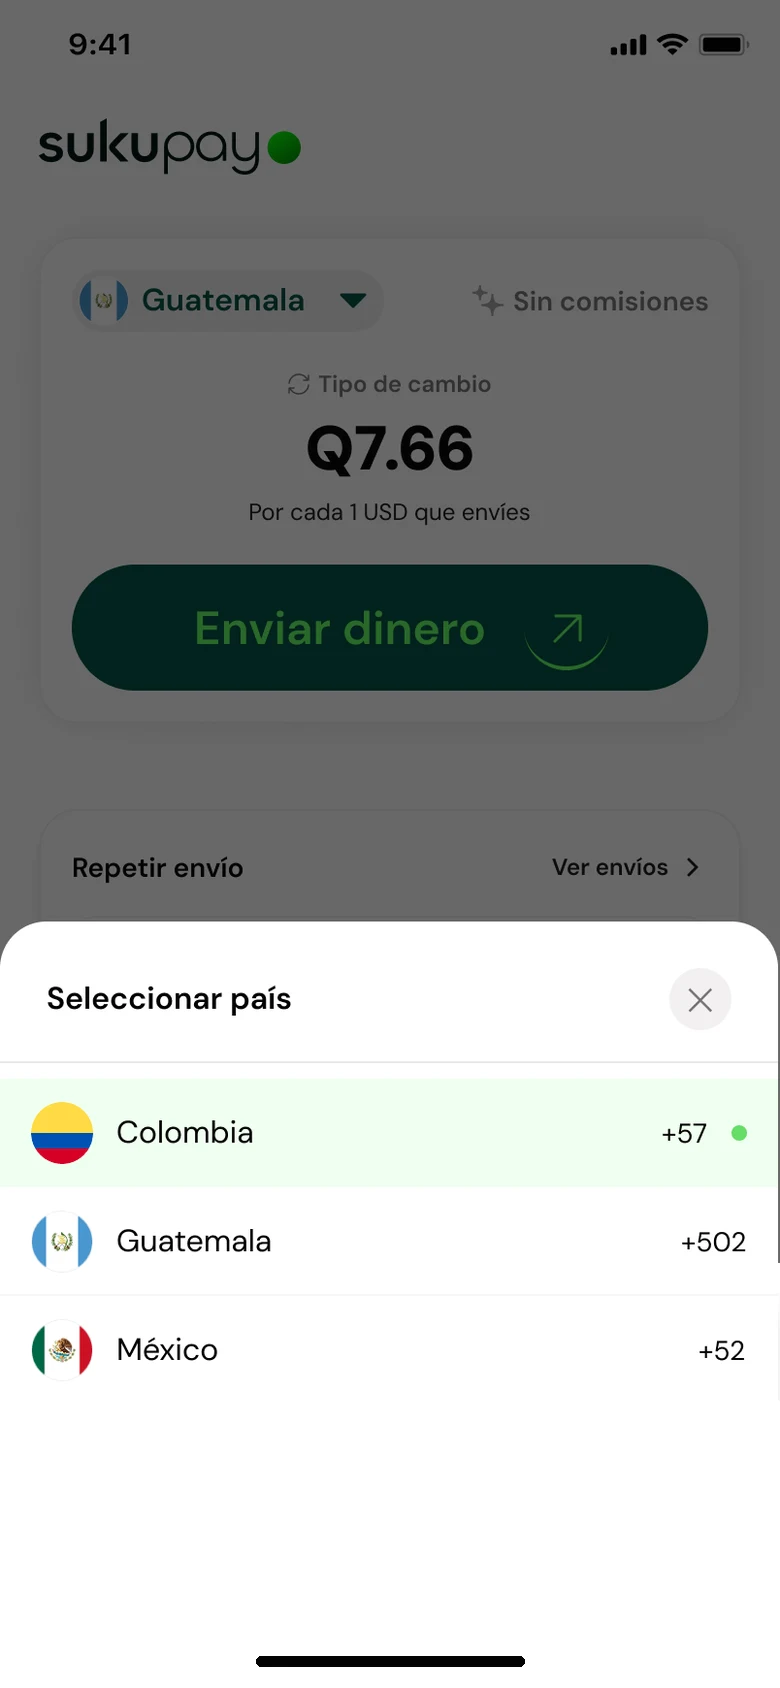 9:41
sukupay
Guatemala
Sin comisiones
Tipo de cambio
Q7.66
Por cada 1 USD que envíes
Enviar dinero
Repetir envío
Ver envíos
Seleccionar país
Colombia +57
Guatemala +502
México +52